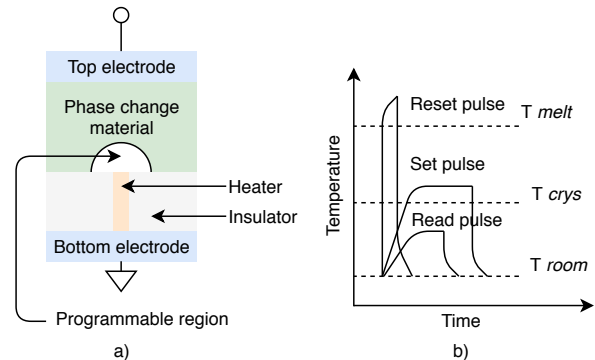 Top electrode
Phase change
material
Heater
Insulator
Bottom electrode
Programmable region
a)
Temperature
Reset pulse
T melt
Set pulse
T crys
Read pulse
T room
Time
b)